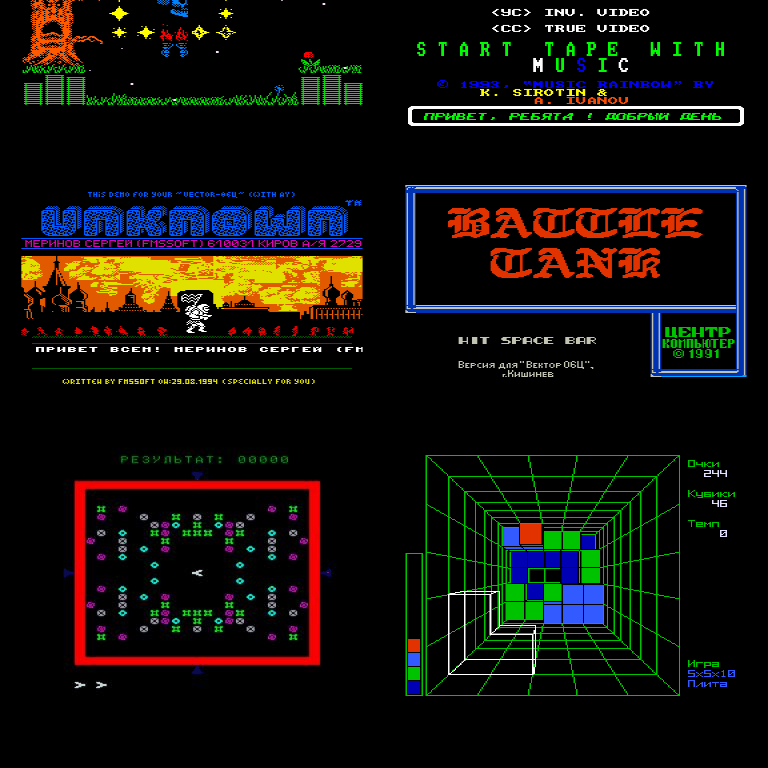 <УС> INV. VIDEO
<СС> TRUE VIDEO
START TAPE WITH
MUSIC
© 1993. "MUSIC RAINBOW" BY
K. SIROTIN &
A. IVANOV
ПРИВЕТ, РЕБЯТА ! ДОБРЫЙ ДЕНЬ
THIS DEMO FOR YOUR "VECTOR-06Ц" (WITH AY)
UNKNOWN TM
МЕРИНОВ СЕРГЕЙ (FMSSOFT) 610031 КИРОВ А/Я 2729
ПРИВЕТ ВСЕМ! МЕРИНОВ СЕРГЕЙ (FM
WRITTEN BY FMSSOFT ON:29.08.1994 (SPECIALLY FOR YOU)
BATTLE
TANK
HIT SPACE BAR
Версия для "Вектор 06Ц",
г.Кишинев
ЦЕНТР
КОМПЬЮТЕР
© 1991
РЕЗУЛЬТАТ: 00000
Очки
244
Кубики
46
Темп
0
Игра
5x5x10
Плита